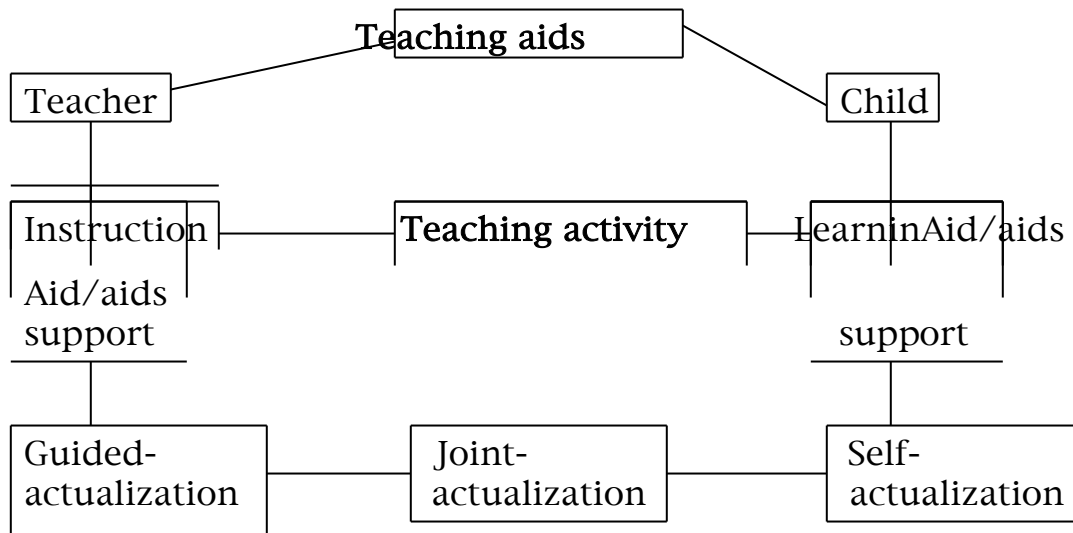 Teaching aids
Teacher
Child
Instruction
Teaching activity
LearninAid/aids
Aid/aids
support
support
Guided-
actualization
Joint-
actualization
Self-
actualization